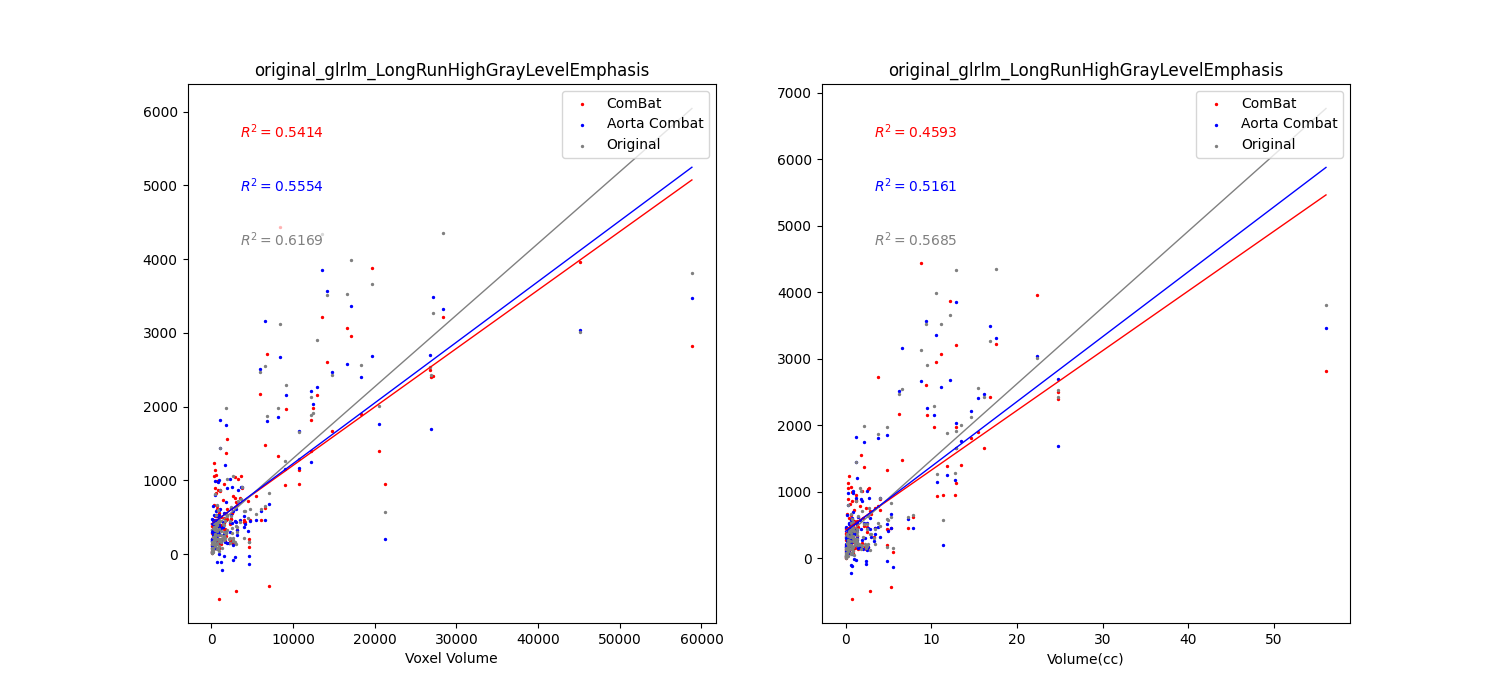 original_glrlm_LongRunHighGrayLevelEmphasis
ComBat
Aorta Combat
Original
R² = 0.5414
R² = 0.5554
R² = 0.6169
6000
5000
4000
3000
2000
1000
0
0 10000 20000 30000 40000 50000 60000
Voxel Volume
original_glrlm_LongRunHighGrayLevelEmphasis
ComBat
Aorta Combat
Original
R² = 0.4593
R² = 0.5161
R² = 0.5685
7000
6000
5000
4000
3000
2000
1000
0
0 10 20 30 40 50
Volume(cc)